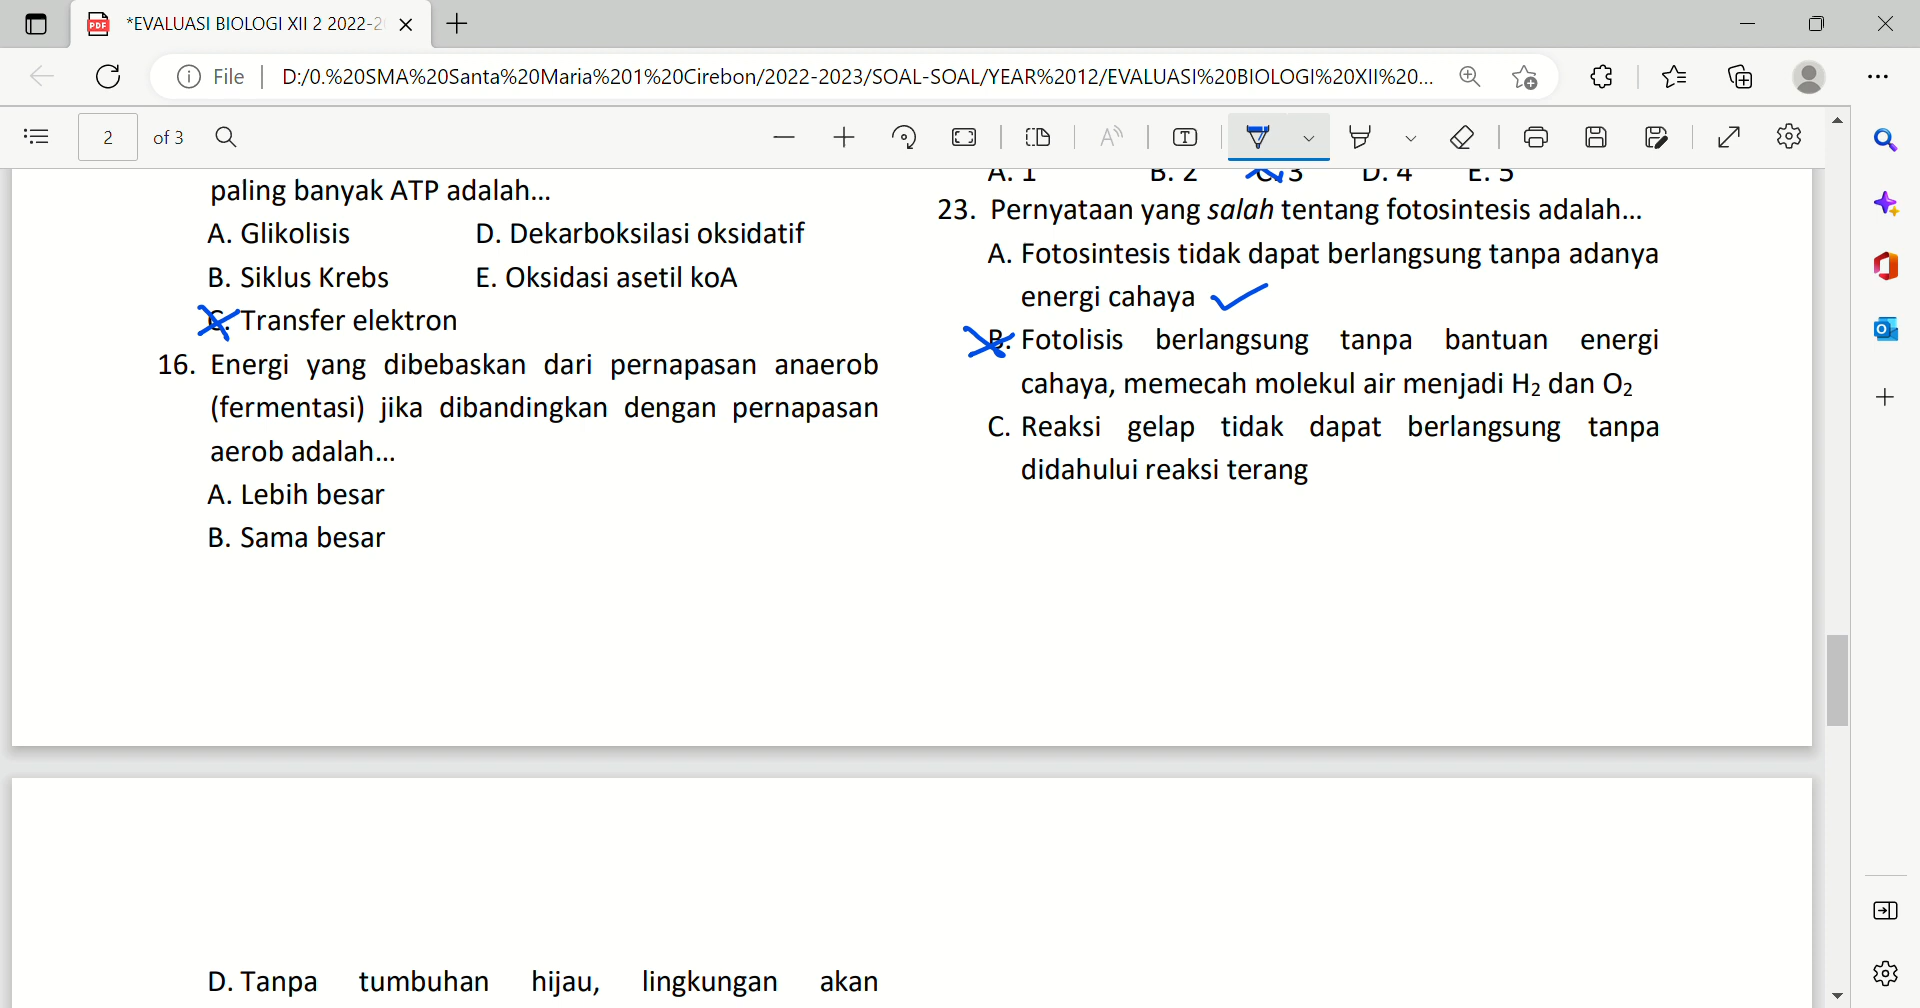 *EVALUASI BIOLOGI XII 2 2022-2
File
D:/0.%20SMA%20Santa%20Maria%201%20Cirebon/2022-2023/SOAL-SOAL/YEAR%2012/EVALUASI%20BIOLOGI%20XII%20...
2 of 3
paling banyak ATP adalah...
A. Glikolisis D. Dekarboksilasi oksidatif
B. Siklus Krebs E. Oksidasi asetil koA
C. Transfer elektron
16. Energi yang dibebaskan dari pernapasan anaerob
(fermentasi) jika dibandingkan dengan pernapasan
aerob adalah...
A. Lebih besar
B. Sama besar
A. 1 B. 2 C. 3 D. 4 E. 5
23. Pernyataan yang salah tentang fotosintesis adalah...
A. Fotosintesis tidak dapat berlangsung tanpa adanya
energi cahaya
B. Fotolisis berlangsung tanpa bantuan energi
cahaya, memecah molekul air menjadi H₂ dan O₂
C. Reaksi gelap tidak dapat berlangsung tanpa
didahului reaksi terang
D. Tanpa tumbuhan hijau, lingkungan akan